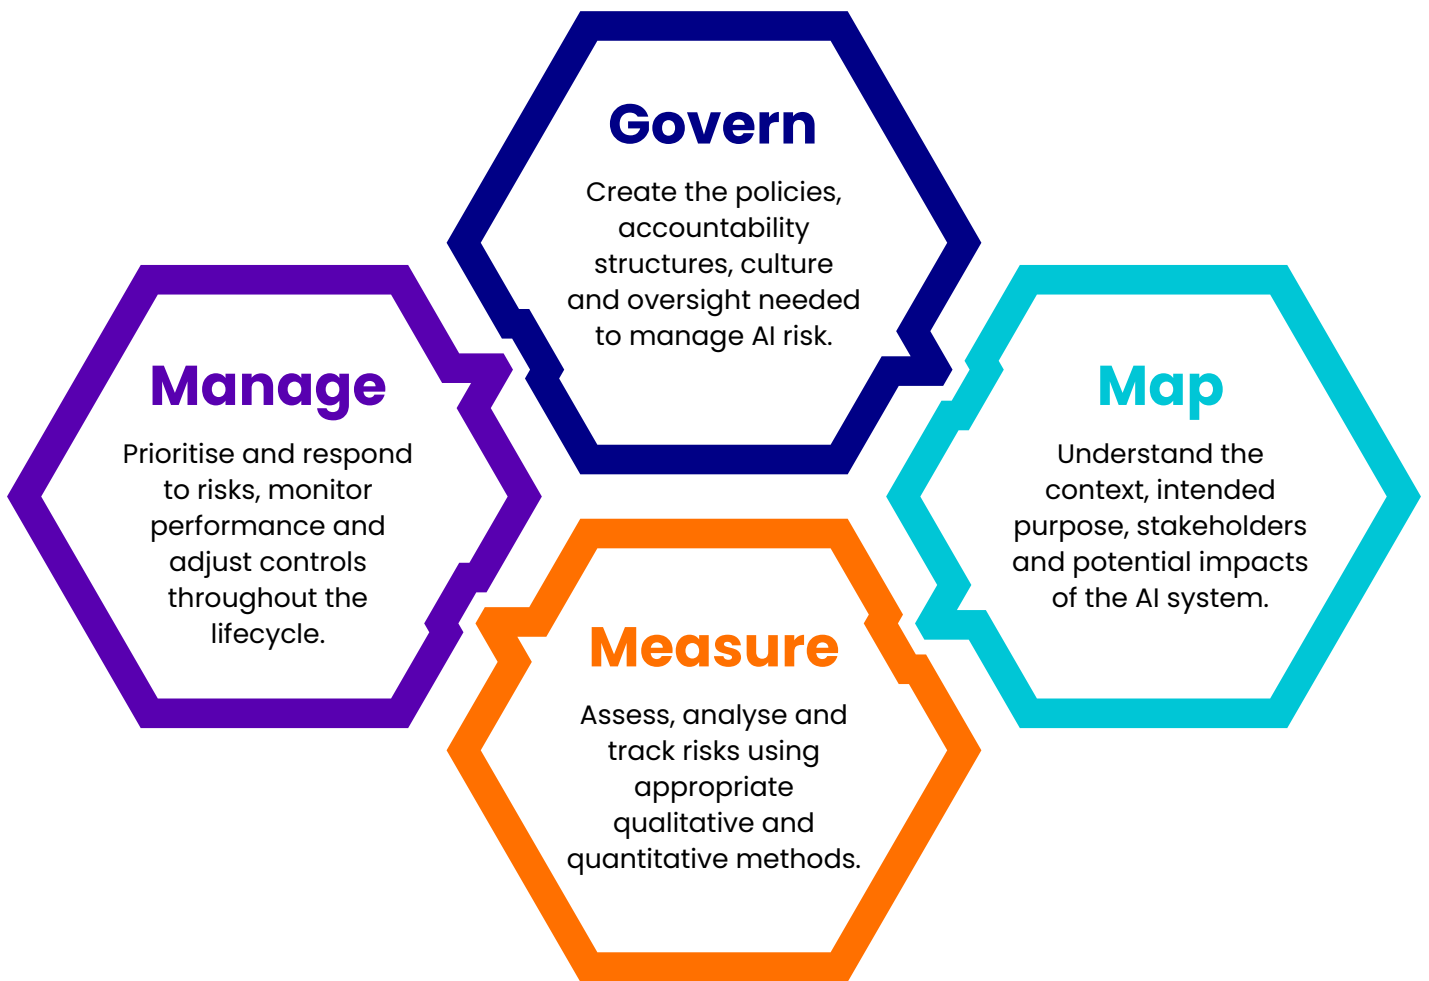 Govern
Create the policies,
accountability
structures, culture
and oversight needed
to manage AI risk.
Manage
Prioritise and respond
to risks, monitor
performance and
adjust controls
throughout the
lifecycle.
Map
Understand the
context, intended
purpose, stakeholders
and potential impacts
of the AI system.
Measure
Assess, analyse and
track risks using
appropriate
qualitative and
quantitative methods.